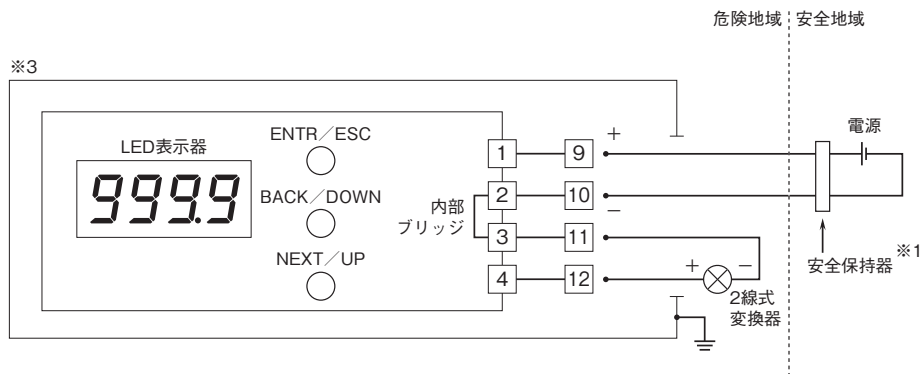 危険地域 安全地域
※3
LED表示器
999.9
ENTR／ESC
BACK／DOWN
NEXT／UP
内部
ブリッジ
1 9 +
2 10 −
3 11
4 12
+ −
2線式
変換器
電源
安全保持器 ※1